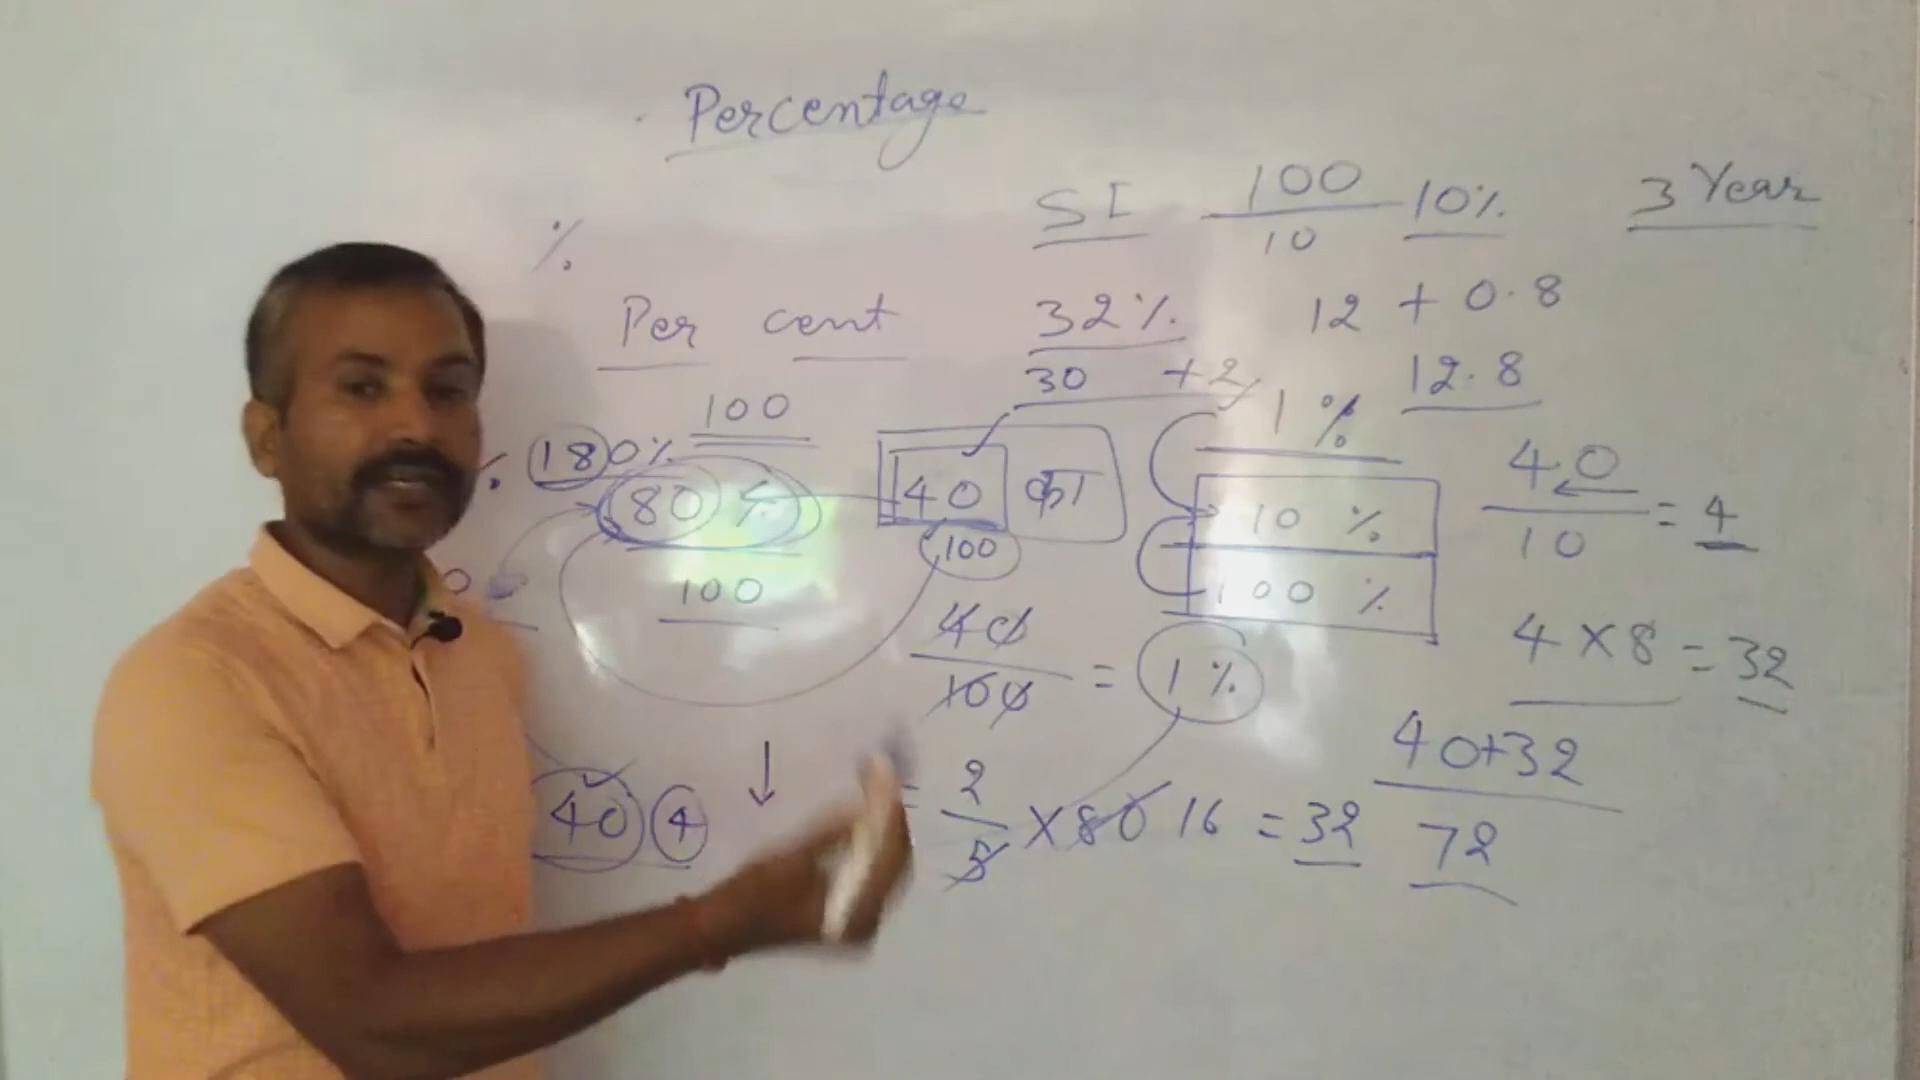 Percentage
SI 100/10 10% 3 Year
%
Per cent
100
32%
30 + 2
12 + 0.8
12.8
1%
180%
80%
100
40 का
100
10%
100%
40/10 = 4
40/100 = 1%
4 × 8 = 32
40+32
72
40 4 ↓
= 2/5 × 80 16 = 32